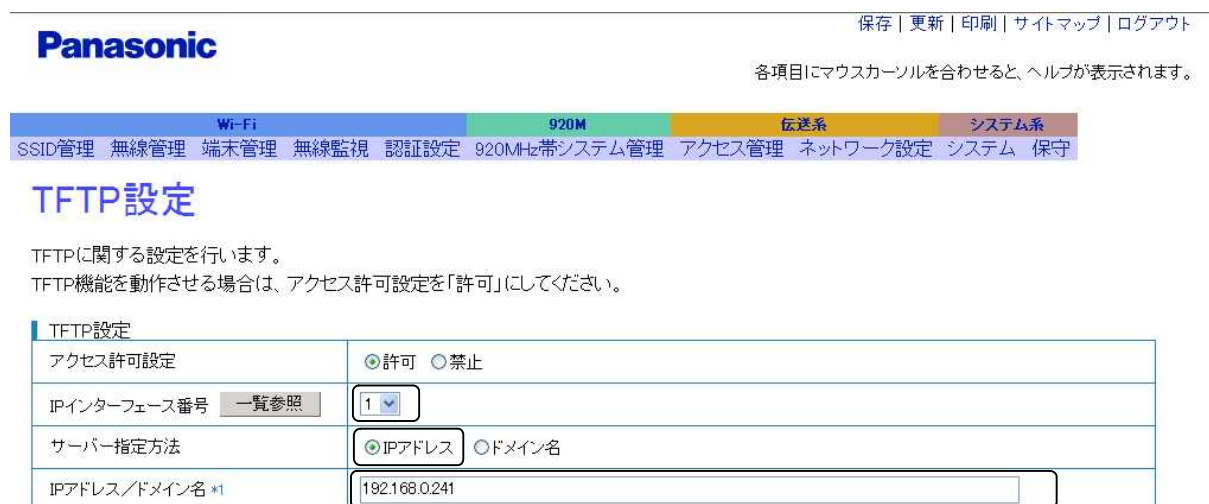 保存 | 更新 | 印刷 | サイトマップ | ログアウト
Panasonic
各項目にマウスカーソルを合わせると、ヘルプが表示されます。
Wi-Fi 920M 伝送系 システム系
SSID管理 無線管理 端末管理 無線監視 認証設定 920MHz帯システム管理 アクセス管理 ネットワーク設定 システム 保守
TFTP設定
TFTPに関する設定を行います。
TFTP機能を動作させる場合は、アクセス許可設定を「許可」にしてください。
TFTP設定
アクセス許可設定 許可 禁止
IPインターフェース番号 一覧参照 1
サーバー指定方法 IPアドレス ドメイン名
IPアドレス/ドメイン名 *1 192.168.0.241